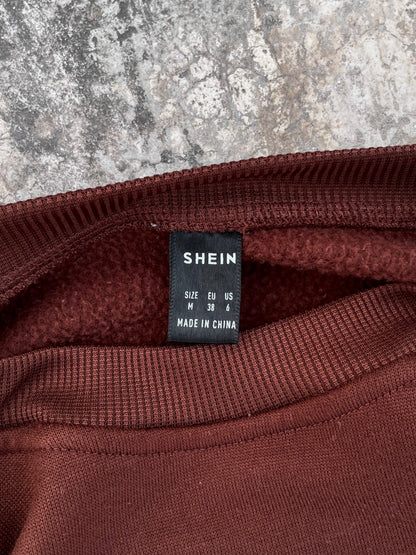 SHEIN
SIZE EU US
M 38 6
MADE IN CHINA